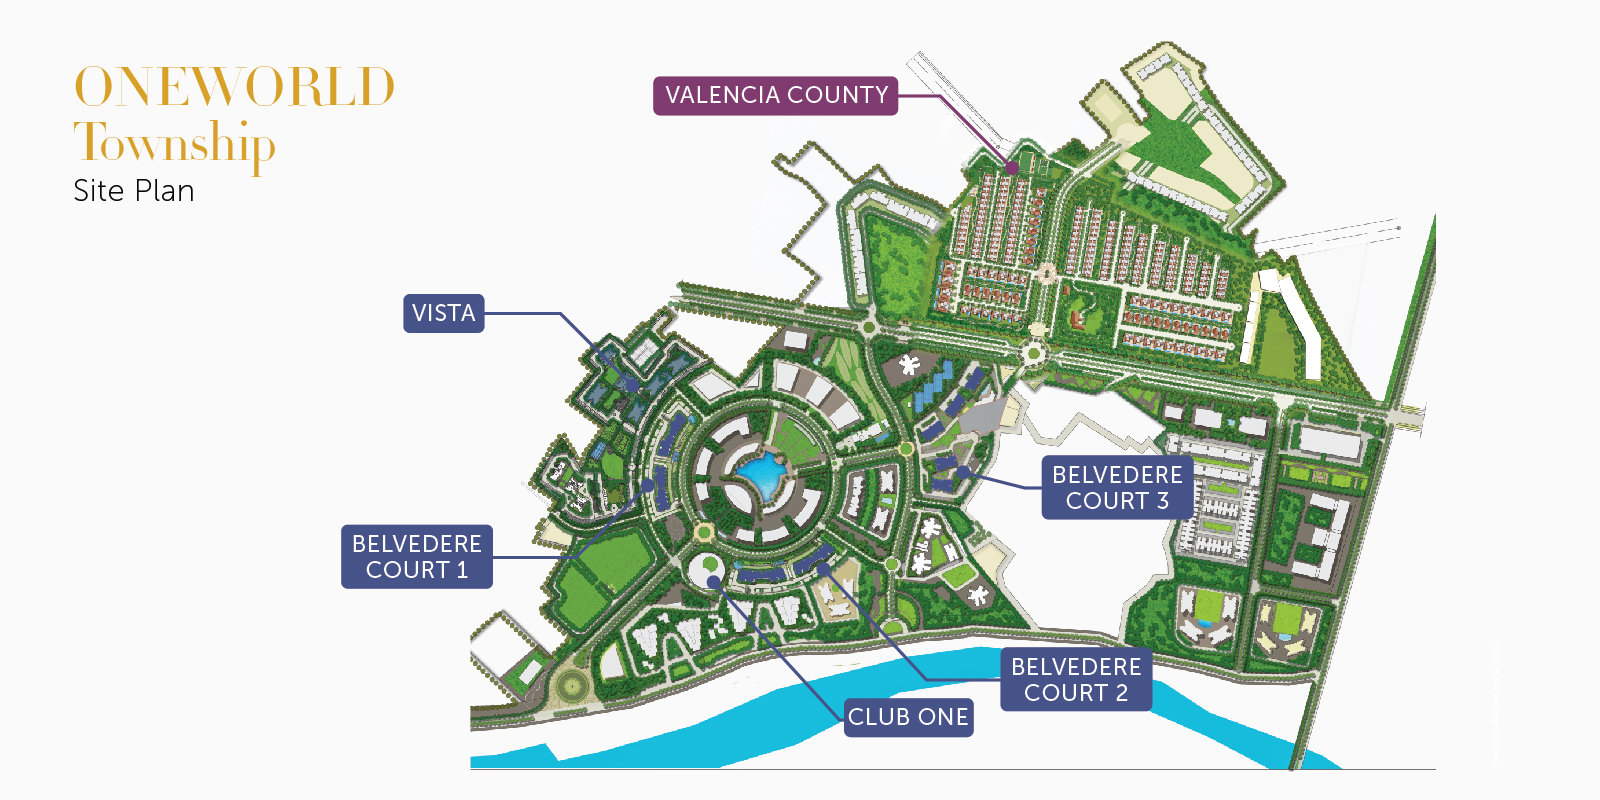 ONEWORLD
Township
Site Plan
VALENCIA COUNTY
VISTA
BELVEDERE
COURT 3
BELVEDERE
COURT 1
BELVEDERE
COURT 2
CLUB ONE